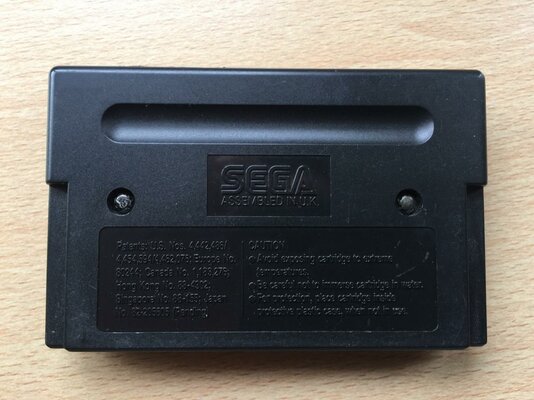 SEGA
ASSEMBLED IN U.K.
Patents: U.S. Nos. 4,442,486/
4,454,594/4,462,076; Europe No.
80244; Canada No. 1,183,276;
Hong Kong No. 88-4302;
Singapore No. 88-155; Japan
No. 82-205605 (Pending)
CAUTION
• Avoid exposing cartridge to extreme
temperatures.
• Be careful not to immerse cartridge in water.
• For protection, place cartridge inside
protective plastic case, when not in use.